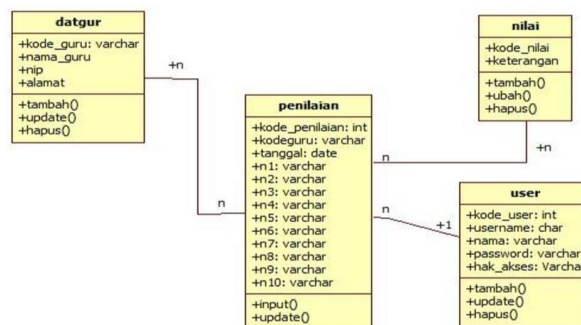 datgur
+kode_guru: varchar
+nama_guru
+nip
+alamat
+tambah()
+update()
+hapus()
+n
n
penilaian
+kode_penilaian: int
+kodeguru: varchar
+tanggal: date
+n1: varchar
+n2: varchar
+n3: varchar
+n4: varchar
+n5: varchar
+n6: varchar
+n7: varchar
+n8: varchar
+n9: varchar
+n10: varchar
+input()
+update()
nilai
+kode_nilai
+keterangan
+tambah()
+ubah()
+hapus()
n
+n
n
+1
user
+kode_user: int
+username: char
+nama: varchar
+password: varchar
+hak_akses: Varcha
+tambah()
+update()
+hapus()